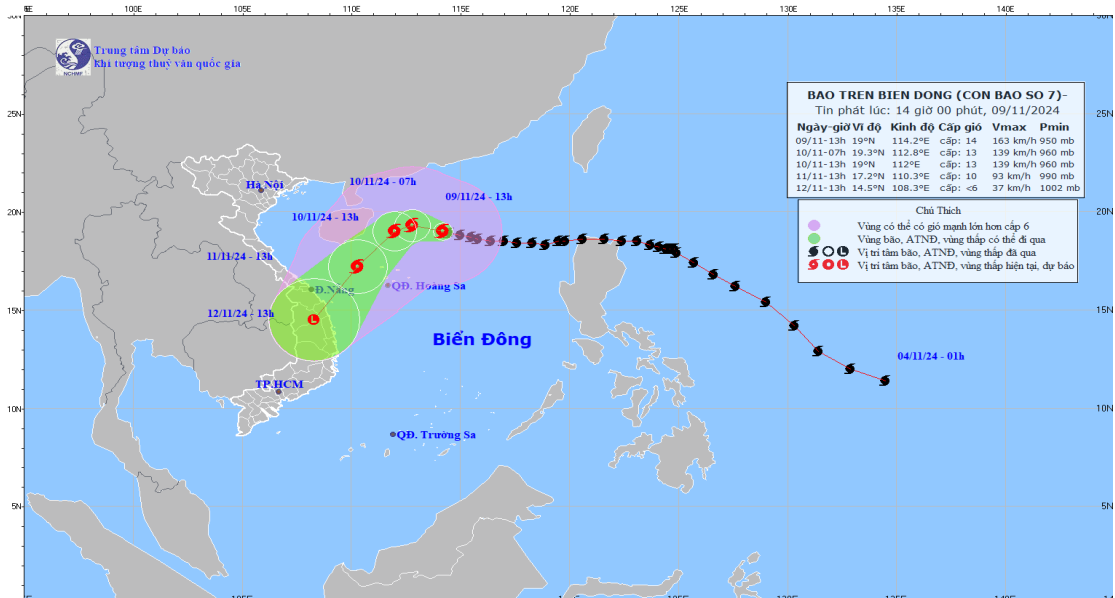 100E
105E
110E
115E
120E
125E
130E
135E
140E
Trung tâm Dự báo
khí tượng thuỷ văn quốc gia
NCHMF
25N
25N
BAO TREN BIEN DONG (CON BAO SO 7)-
Tin phát lúc: 14 giờ 00 phút, 09/11/2024
Ngày-giờ Vĩ độ Kinh độ Cấp gió Vmax Pmin
09/11-13h 19°N 114.2°E cấp: 14 163 km/h 950 mb
10/11-07h 19.3°N 112.8°E cấp: 13 139 km/h 960 mb
10/11-13h 19°N 112°E cấp: 13 139 km/h 960 mb
11/11-13h 17.2°N 110.3°E cấp: 10 93 km/h 990 mb
12/11-13h 14.5°N 108.3°E cấp: <6 37 km/h 1002 mb
Chú Thích
Vùng có thể có gió mạnh lớn hơn cấp 6
Vùng bão, ATNĐ, vùng thấp có thể đi qua
Vị trí tâm bão, ATNĐ, vùng thấp đã qua
Vị trí tâm bão, ATNĐ, vùng thấp hiện tại, dự báo
Hà Nội
10/11/24 - 07h
09/11/24 - 13h
20N
20N
10/11/24 - 13h
11/11/24 - 13h
Đ.Nẵng
QĐ. Hoàng Sa
15N
15N
12/11/24 - 13h
L
Biển Đông
04/11/24 - 01h
TP.HCM
10N
10N
QĐ. Trường Sa
5N
5N